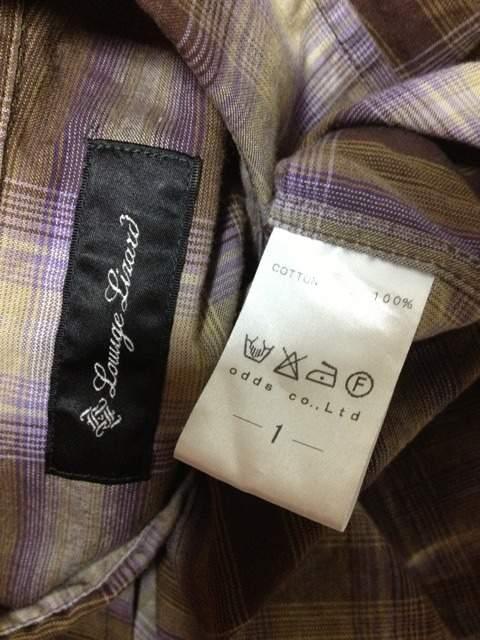 Lounge Lizard
COTTON 100%
F
odds co.,Ltd
—1—